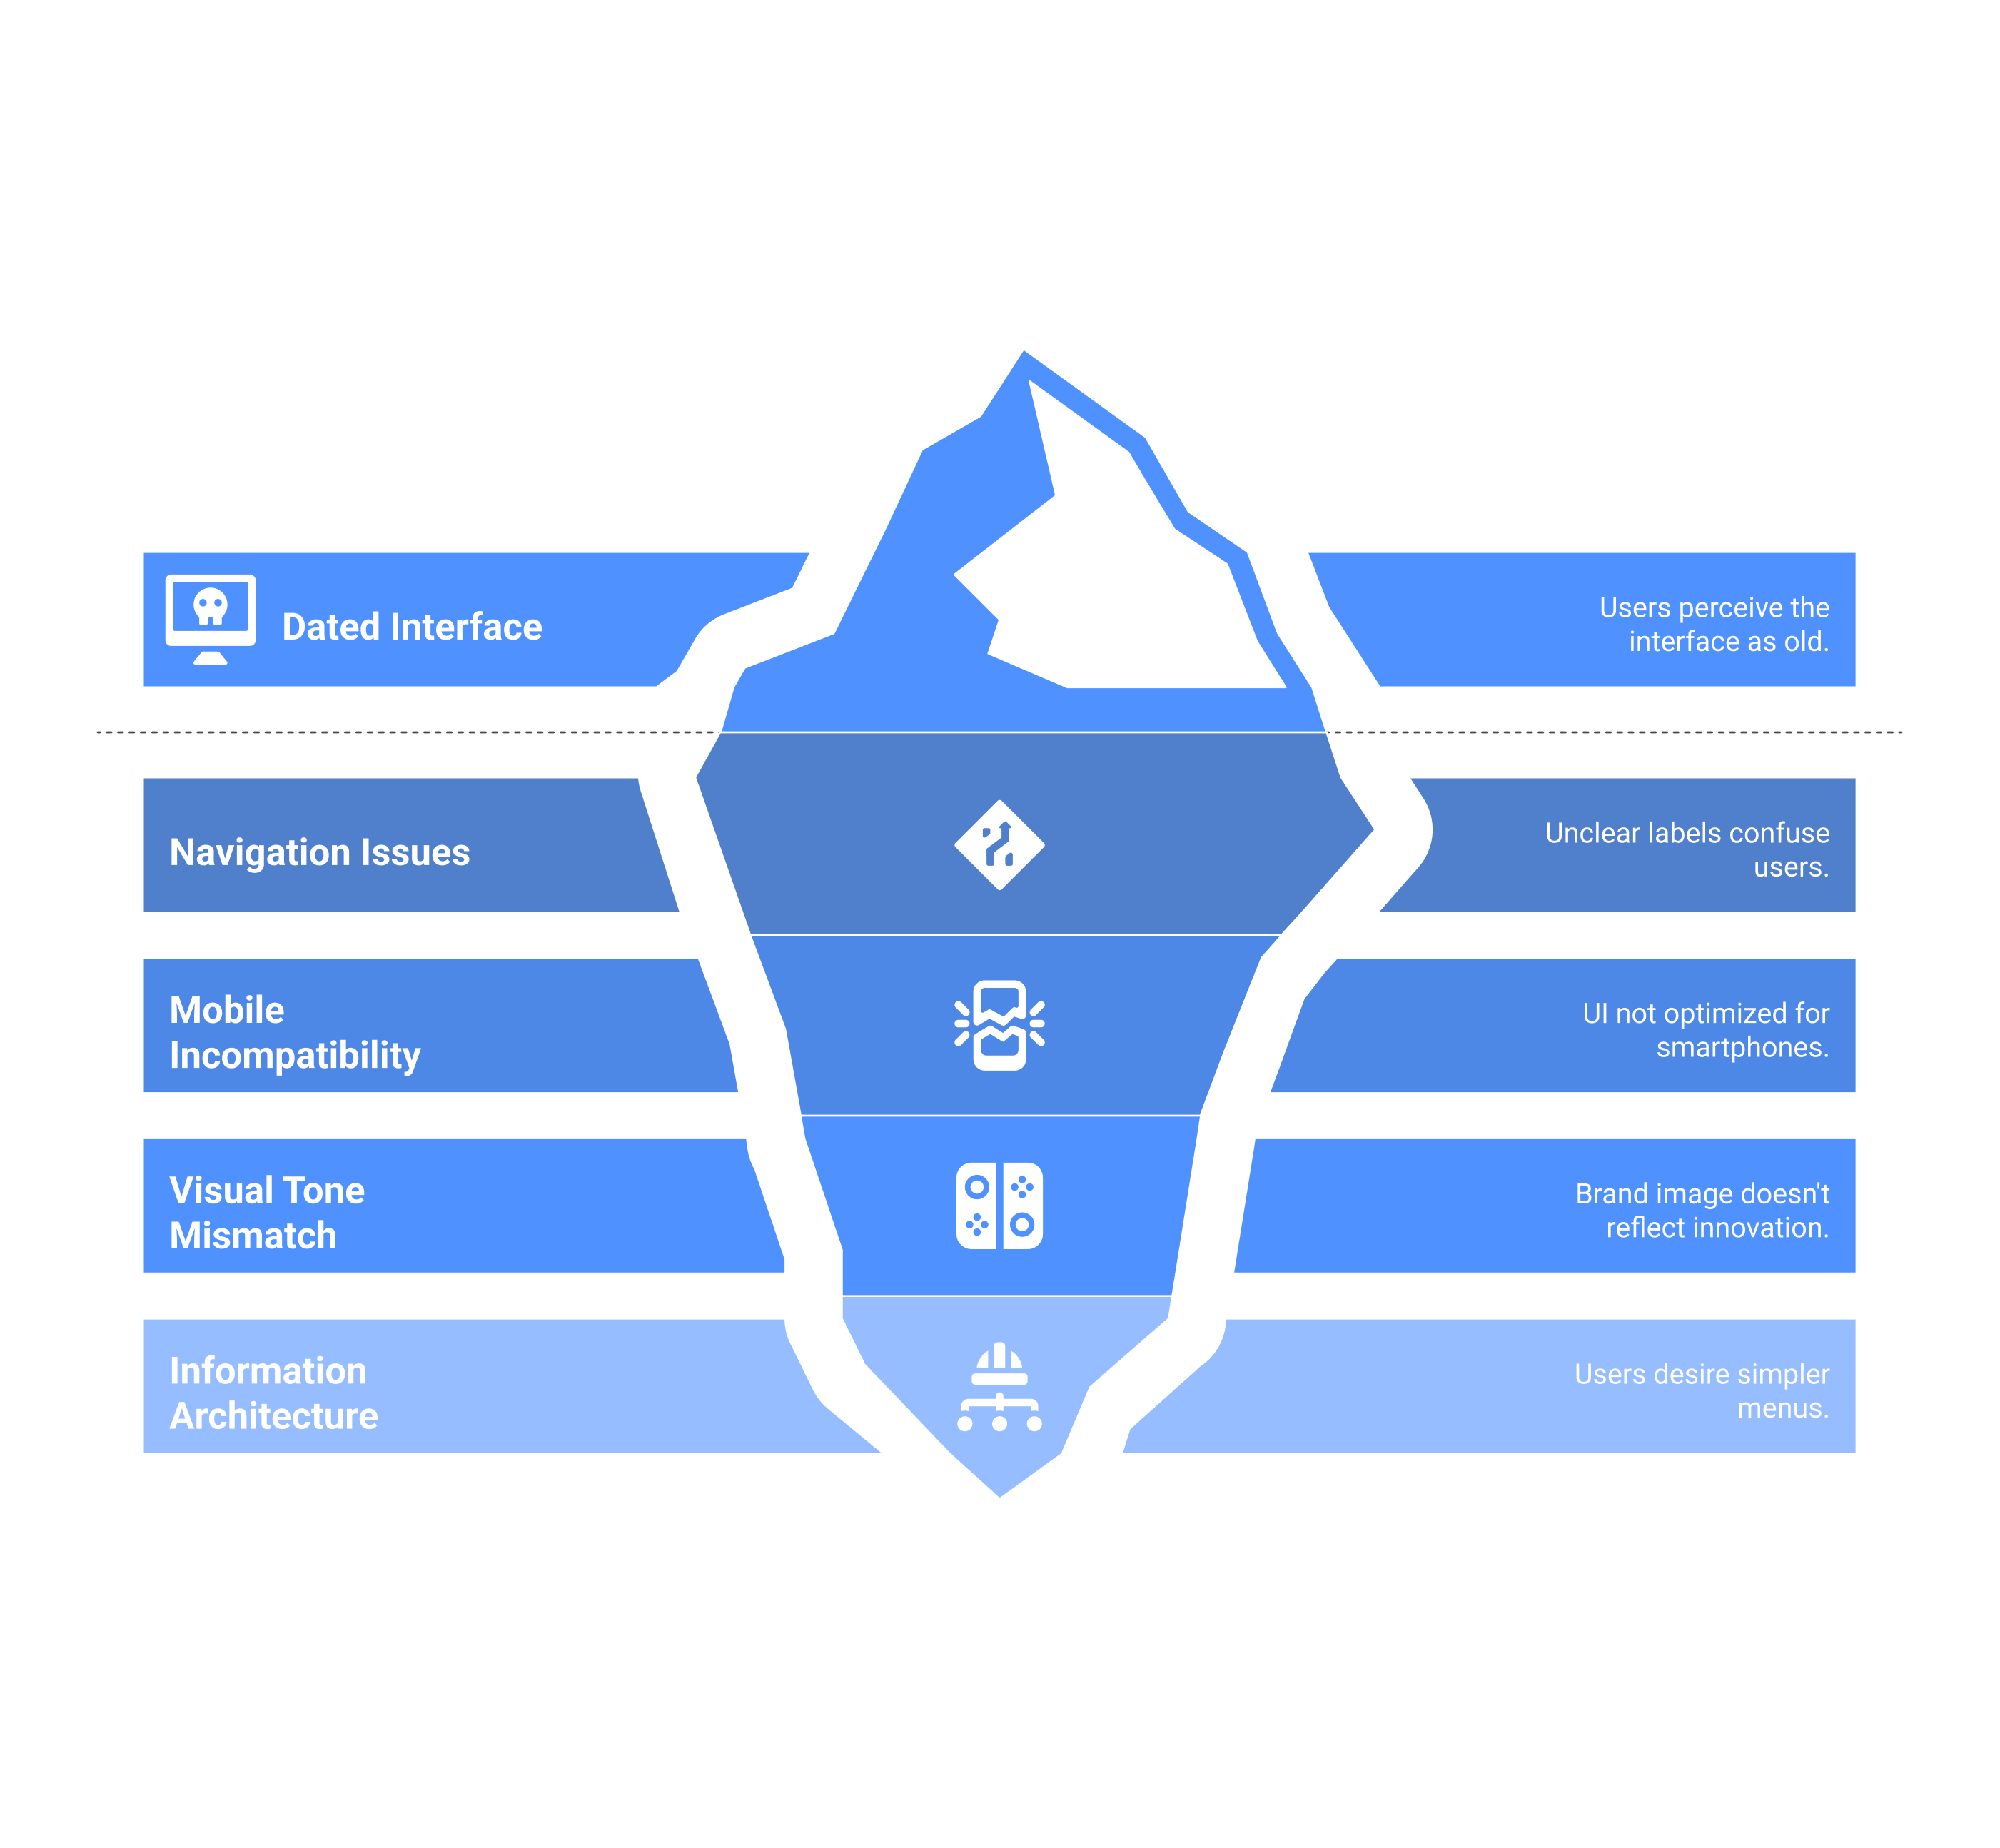 Dated Interface
Users perceive the
interface as old.
Navigation Issues
Unclear labels confuse
users.
Mobile
Incompatibility
UI not optimized for
smartphones.
Visual Tone
Mismatch
Brand image doesn't
reflect innovation.
Information
Architecture
Users desire simpler
menus.